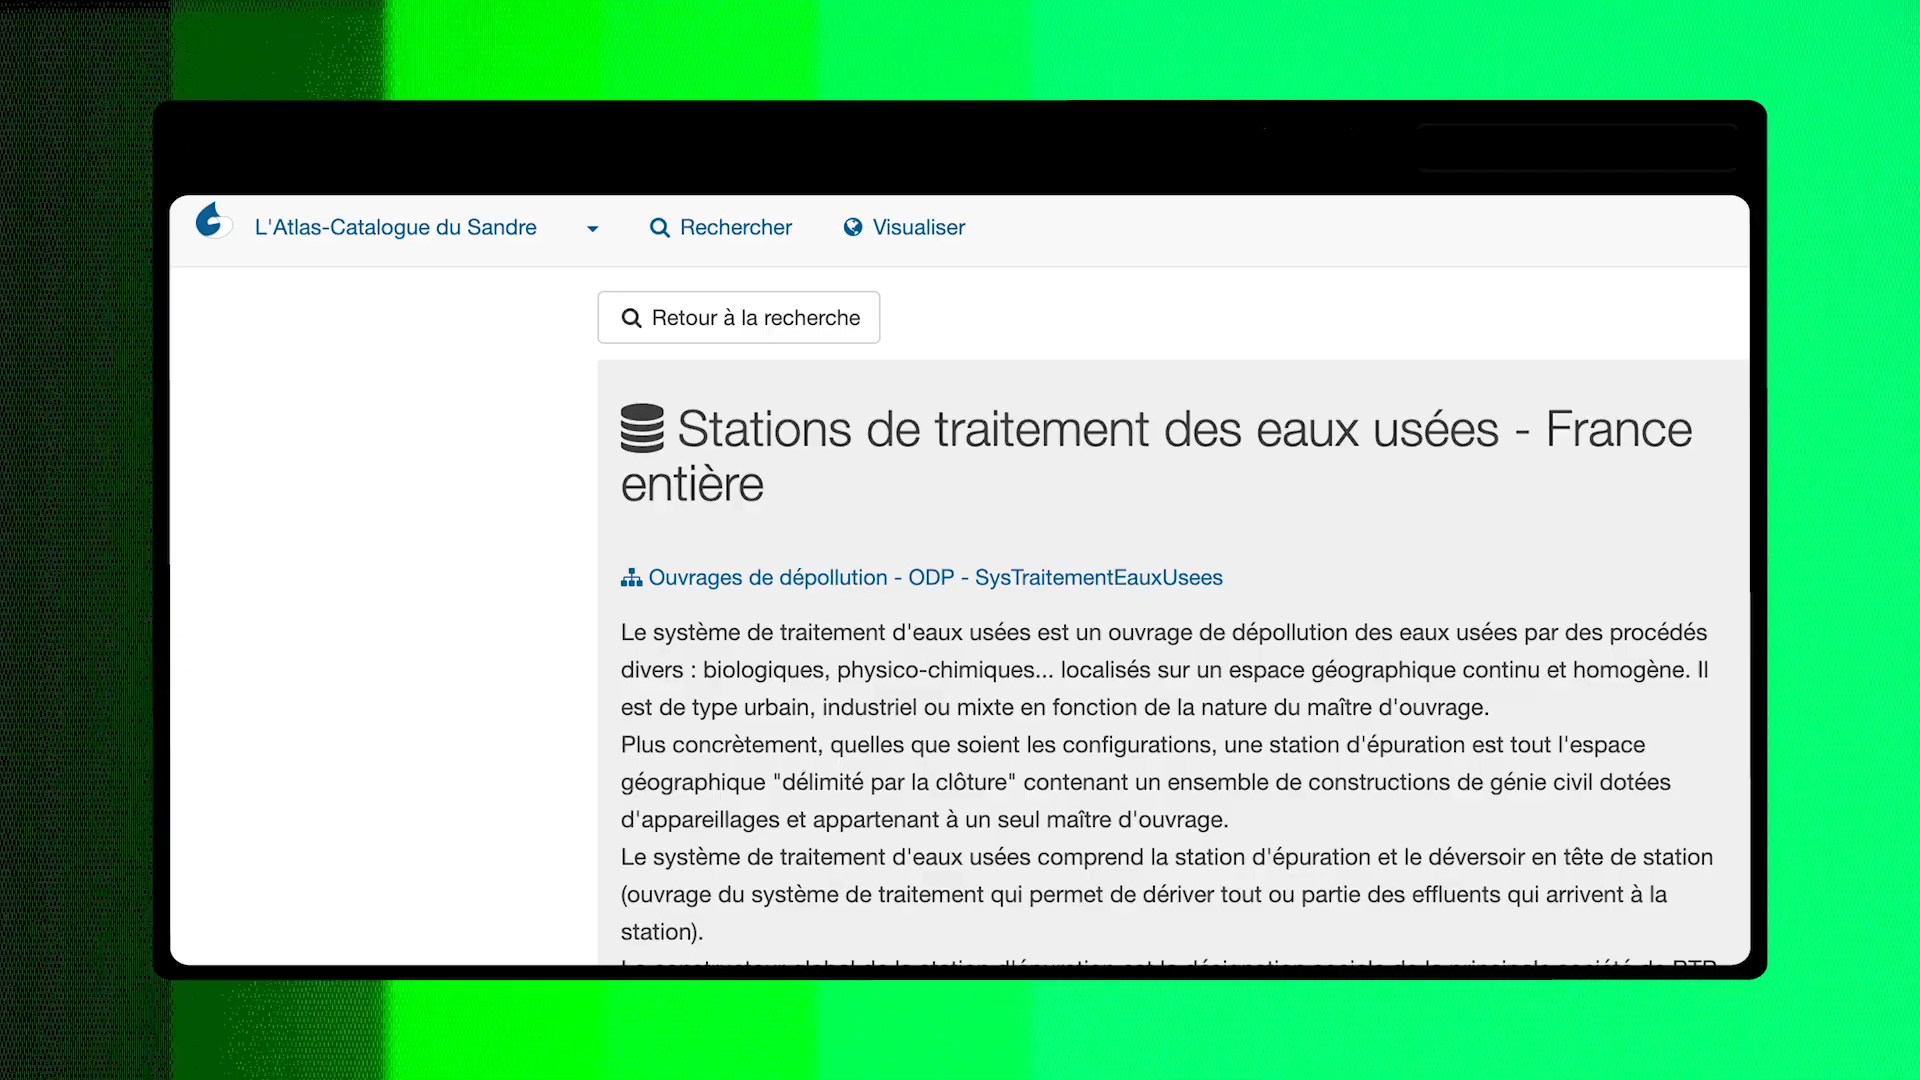 L'Atlas-Catalogue du Sandre
Rechercher
Visualiser
Retour à la recherche
Stations de traitement des eaux usées - France
entière
Ouvrages de dépollution - ODP - SysTraitementEauxUsees
Le système de traitement d'eaux usées est un ouvrage de dépollution des eaux usées par des procédés
divers : biologiques, physico-chimiques... localisés sur un espace géographique continu et homogène. Il
est de type urbain, industriel ou mixte en fonction de la nature du maître d'ouvrage.
Plus concrètement, quelles que soient les configurations, une station d'épuration est tout l'espace
géographique "délimité par la clôture" contenant un ensemble de constructions de génie civil dotées
d'appareillages et appartenant à un seul maître d'ouvrage.
Le système de traitement d'eaux usées comprend la station d'épuration et le déversoir en tête de station
(ouvrage du système de traitement qui permet de dériver tout ou partie des effluents qui arrivent à la
station).